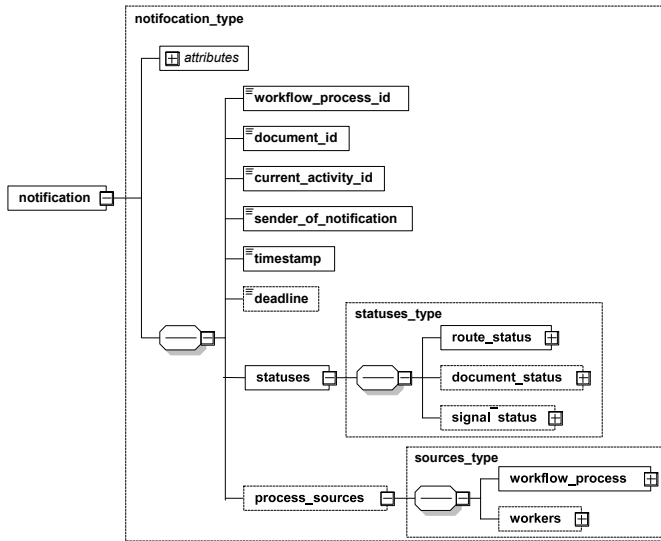 notifocation_type
attributes
workflow_process_id
document_id
current_activity_id
notification
sender_of_notification
timestamp
deadline
statuses_type
route_status
statuses
document_status
signal_status
sources_type
workflow_process
process_sources
workers